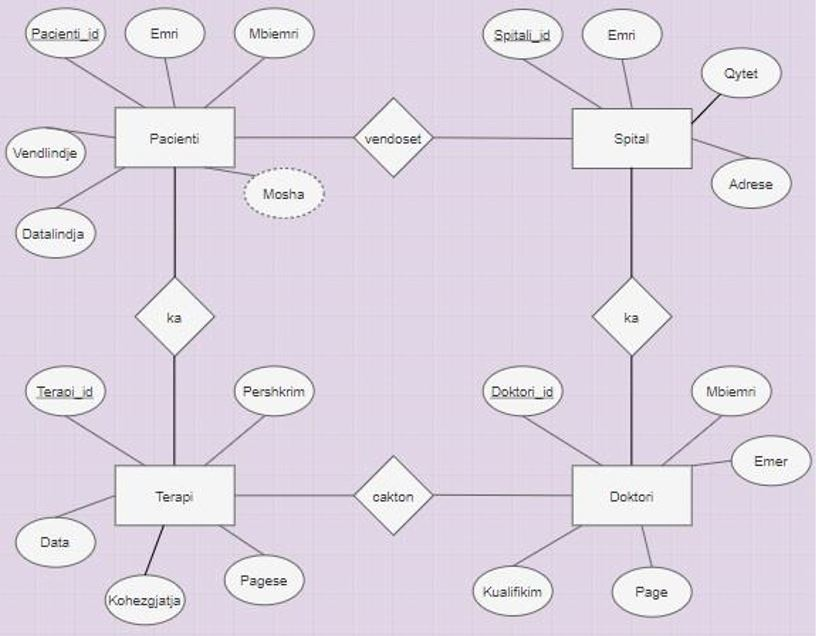 Pacienti_id
Emri
Mbiemri
Spitali_id
Emri
Qytet
Vendlindje
Pacienti
vendoset
Spital
Mosha
Adrese
Datalindja
ka
ka
Terapi_id
Pershkrim
Doktori_id
Mbiemri
Emer
Terapi
cakton
Doktori
Data
Kohezgjatja
Pagese
Kualifikim
Page